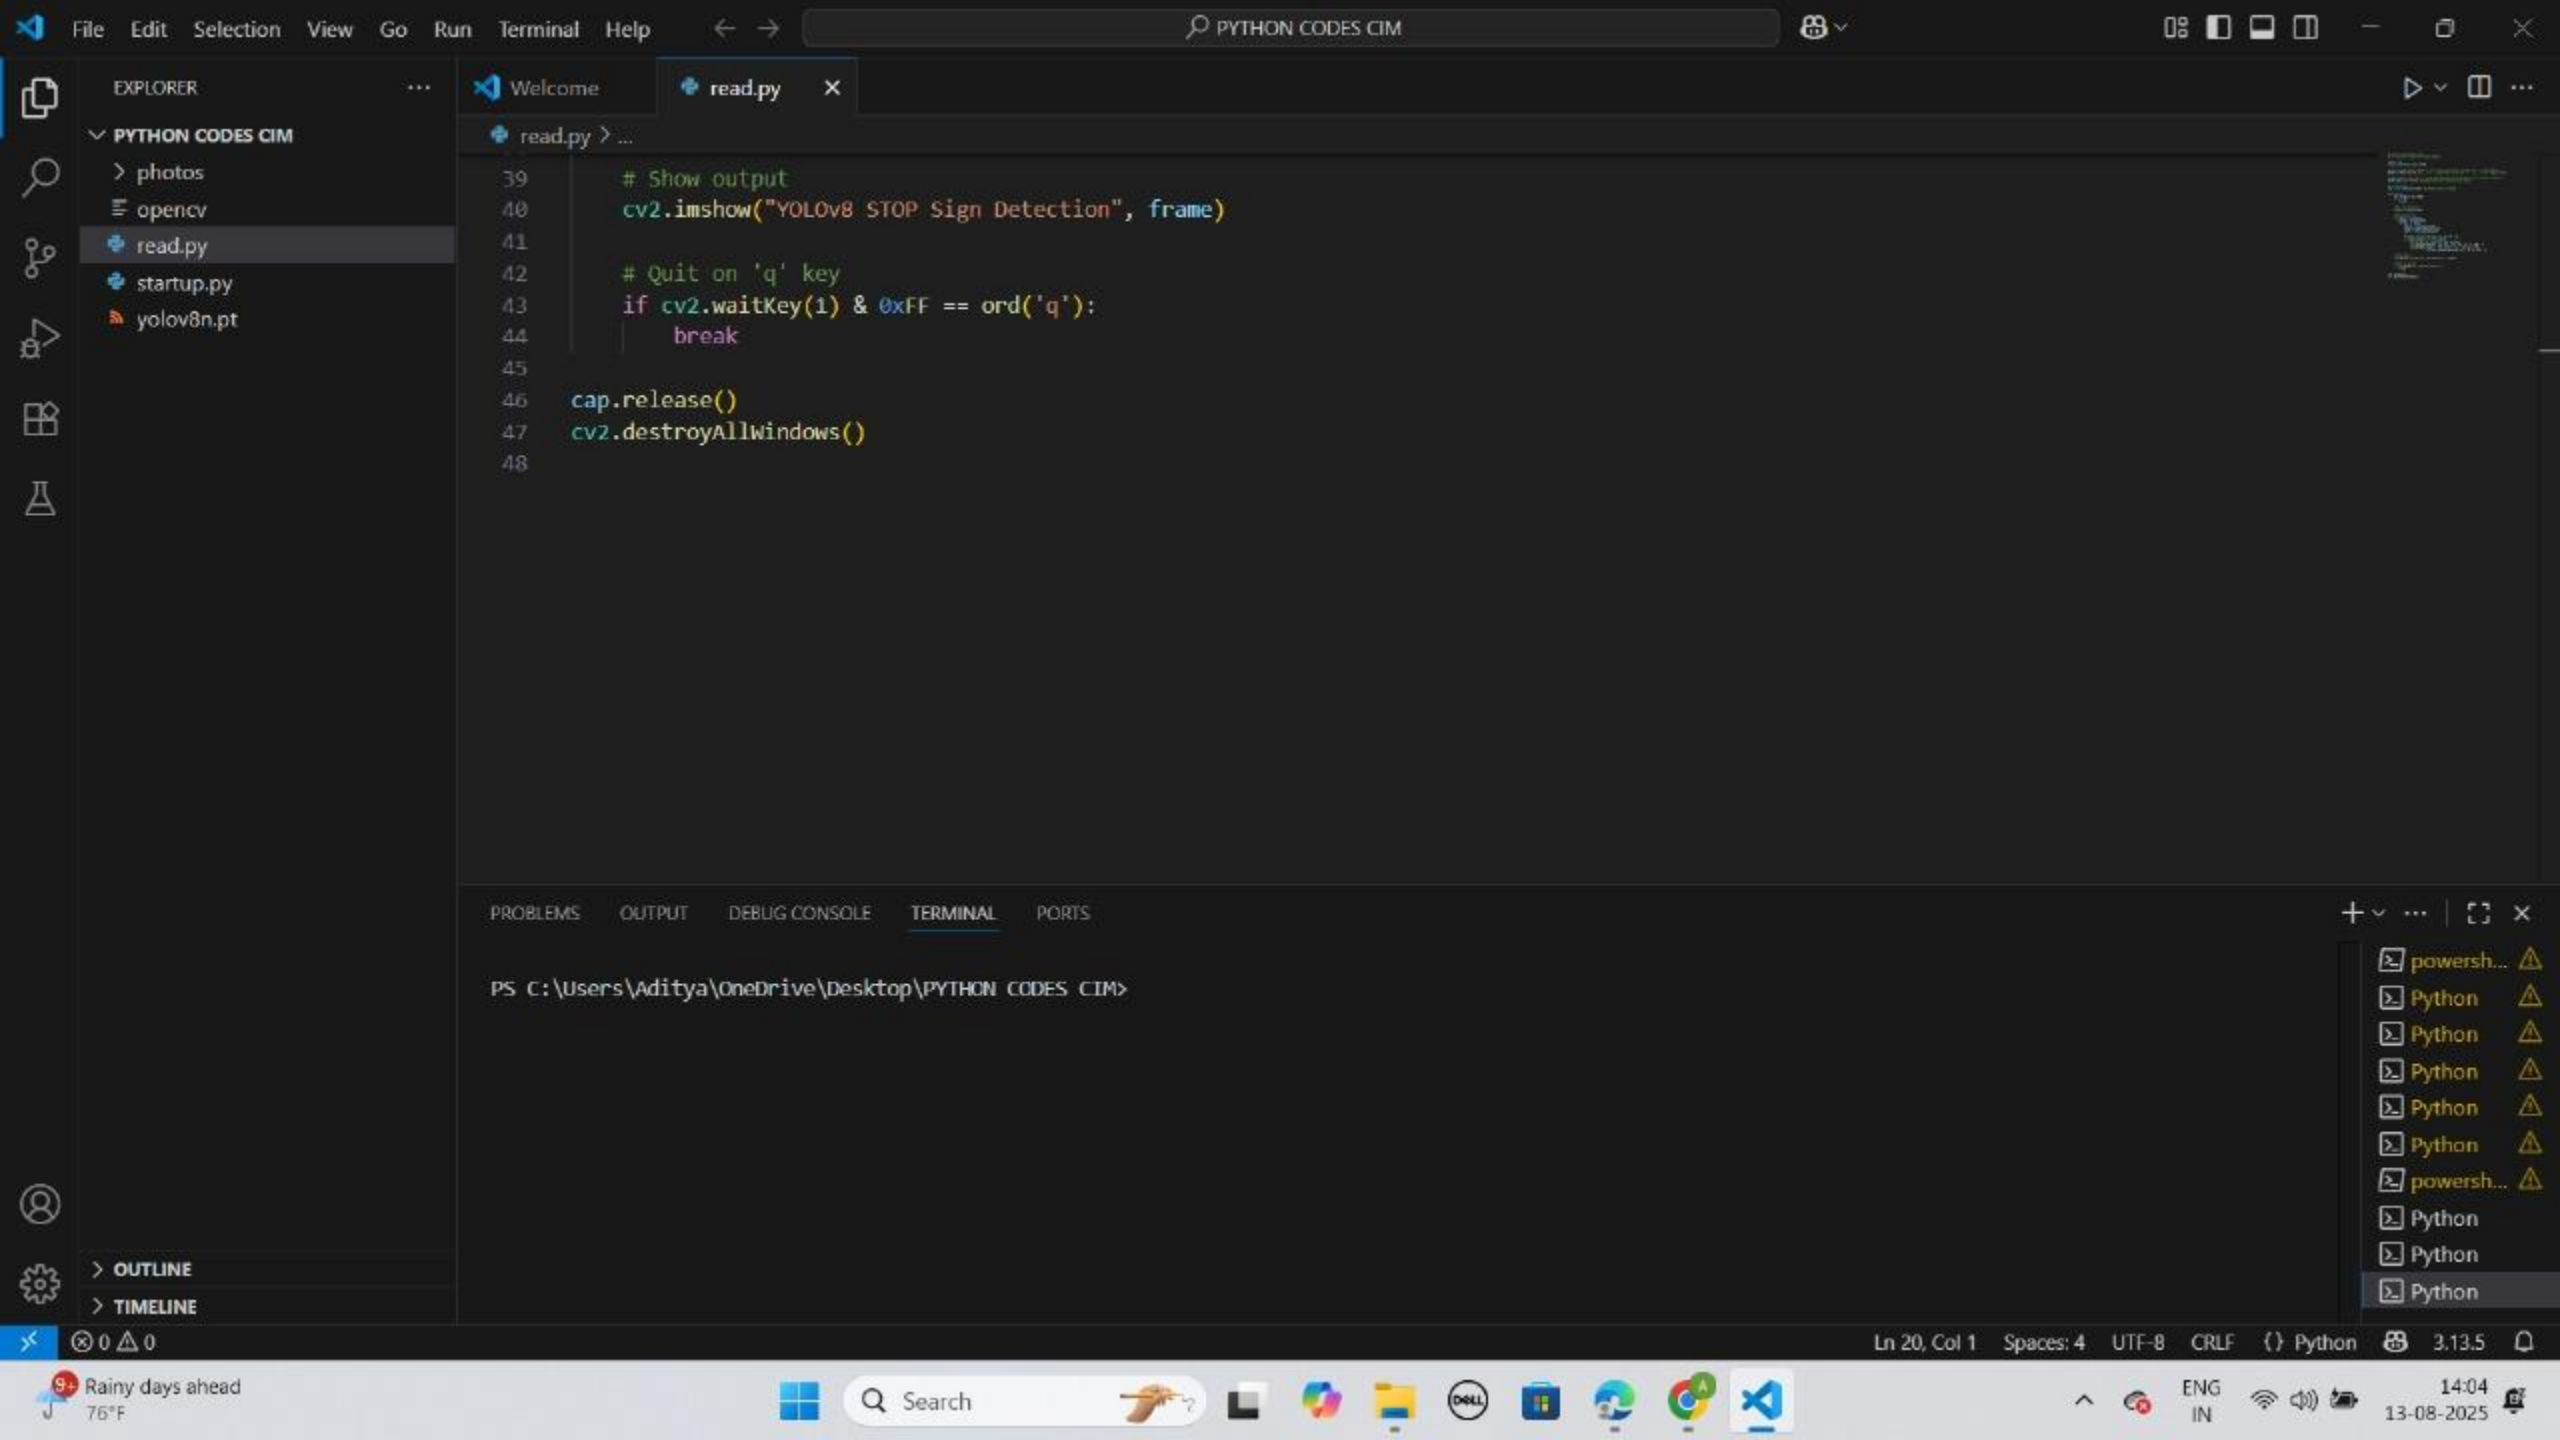 File Edit Selection View Go Run Terminal Help
PYTHON CODES CIM
EXPLORER
PYTHON CODES CIM
photos
opencv
read.py
startup.py
yolov8n.pt
OUTLINE
TIMELINE
Welcome
read.py
read.py > ...
39 # Show output
40 cv2.imshow("YOLOv8 STOP Sign Detection", frame)
41
42 # Quit on 'q' key
43 if cv2.waitKey(1) & 0xFF == ord('q'):
44 break
45
46 cap.release()
47 cv2.destroyAllWindows()
48
PROBLEMS OUTPUT DEBUG CONSOLE TERMINAL PORTS
PS C:\Users\Aditya\OneDrive\Desktop\PYTHON CODES CIM>
powersh...
Python
Python
Python
Python
Python
powersh...
Python
Python
Python
0 0
Ln 20, Col 1 Spaces: 4 UTF-8 CRLF {} Python 3.13.5
9+
Rainy days ahead
76°F
Search
DELL
A
ENG
IN
14:04
13-08-2025